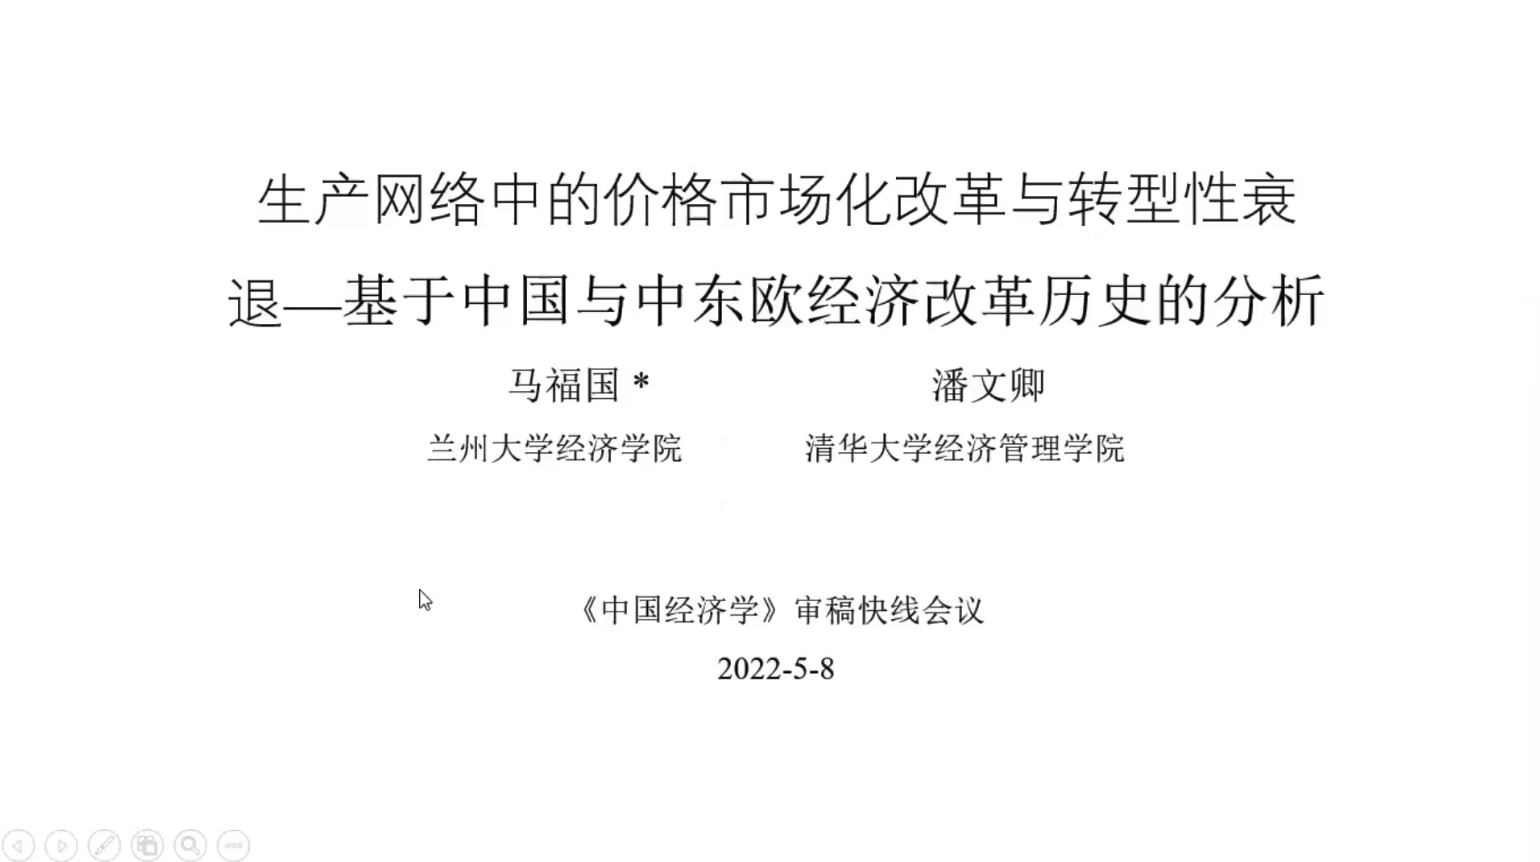 生产网络中的价格市场化改革与转型性衰
退—基于中国与中东欧经济改革历史的分析
马福国 * 潘文卿
兰州大学经济学院 清华大学经济管理学院
《中国经济学》审稿快线会议
2022-5-8